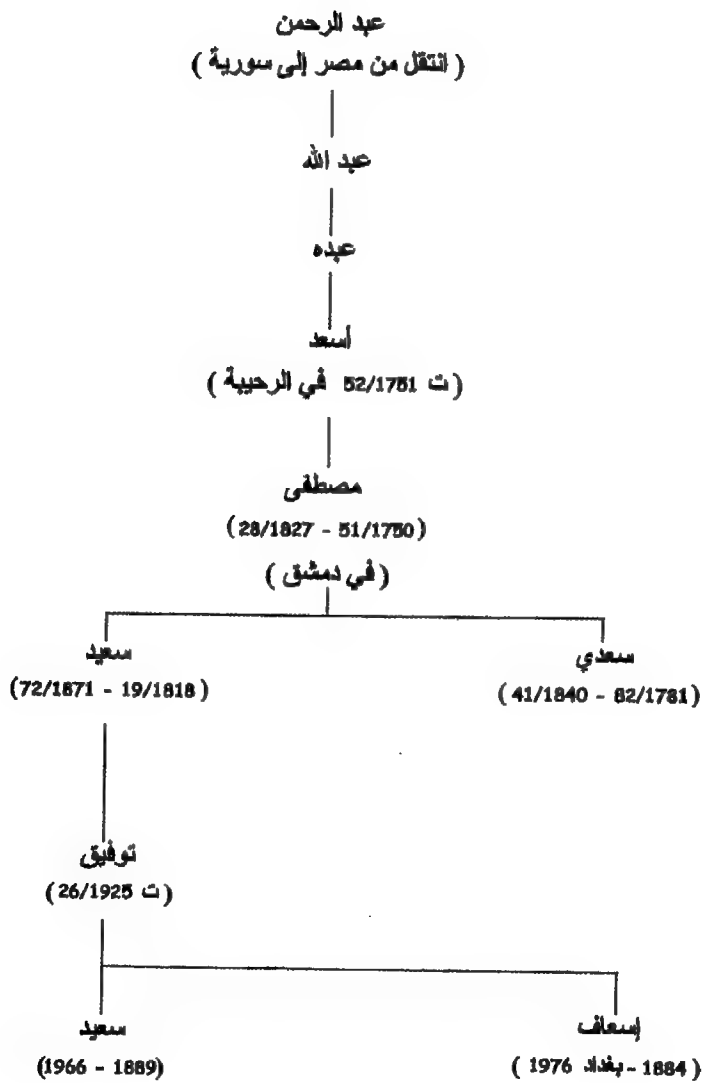 عبد الرحمن
( انتقل من مصر إلى سورية )
عبد الله
عبده
أسعد
( ت 52/1751 في الرحيبة )
مصطفى
(51/1750 - 28/1827)
( في دمشق )
سعدي
(82/1781 - 41/1840 )
سعيد
(19/1818 - 72/1871)
توفيق
( ت 26/1925)
إسعاف
(1884 - بغداد 1976 )
سعيد
(1889 - 1966)